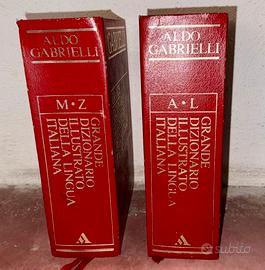 ALDO
GABRIELLI
M•Z
GRANDE
DIZIONARIO
ILLUSTRATO
DELLA LINGUA
ITALIANA
ALDO
GABRIELLI
A•L
GRANDE
DIZIONARIO
ILLUSTRATO
DELLA LINGUA
ITALIANA
subito